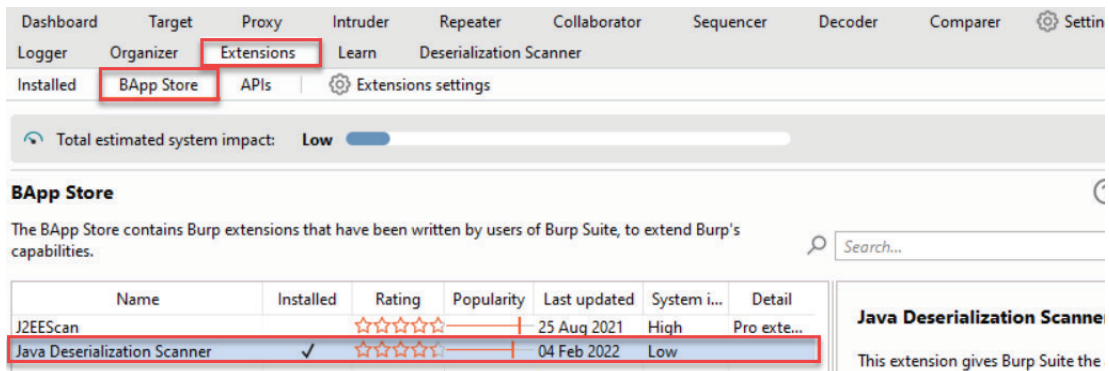 Dashboard Target Proxy Intruder Repeater Collaborator Sequencer Decoder Comparer Settin
Logger Organizer Extensions Learn Deserialization Scanner
Installed BApp Store APIs Extensions settings
Total estimated system impact: Low
BApp Store
The BApp Store contains Burp extensions that have been written by users of Burp Suite, to extend Burp's
capabilities.
Search...
Name Installed Rating Popularity Last updated System i... Detail
J2EEScan 25 Aug 2021 High Pro exte...
Java Deserialization Scanner ✓ 04 Feb 2022 Low
Java Deserialization Scanner
This extension gives Burp Suite the